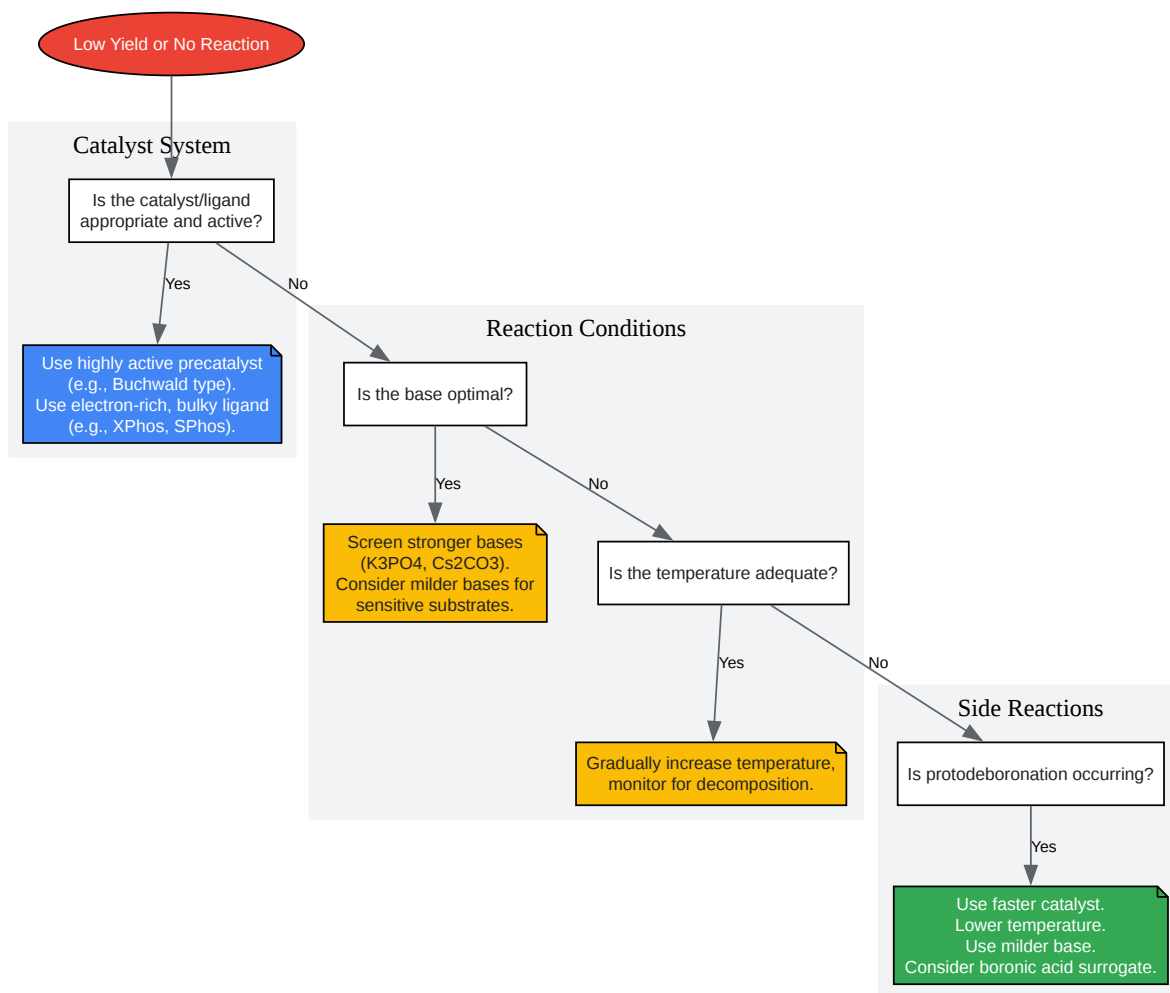 Low Yield or No Reaction
Catalyst System
Is the catalyst/ligand
appropriate and active?
Yes
No
Use highly active precatalyst
(e.g., Buchwald type).
Use electron-rich, bulky ligand
(e.g., XPhos, SPhos).
Reaction Conditions
Is the base optimal?
Yes
No
Screen stronger bases
(K3PO4, Cs2CO3).
Consider milder bases for
sensitive substrates.
Is the temperature adequate?
Yes
No
Gradually increase temperature,
monitor for decomposition.
Side Reactions
Is protodeboronation occurring?
Yes
Use faster catalyst.
Lower temperature.
Use milder base.
Consider boronic acid surrogate.